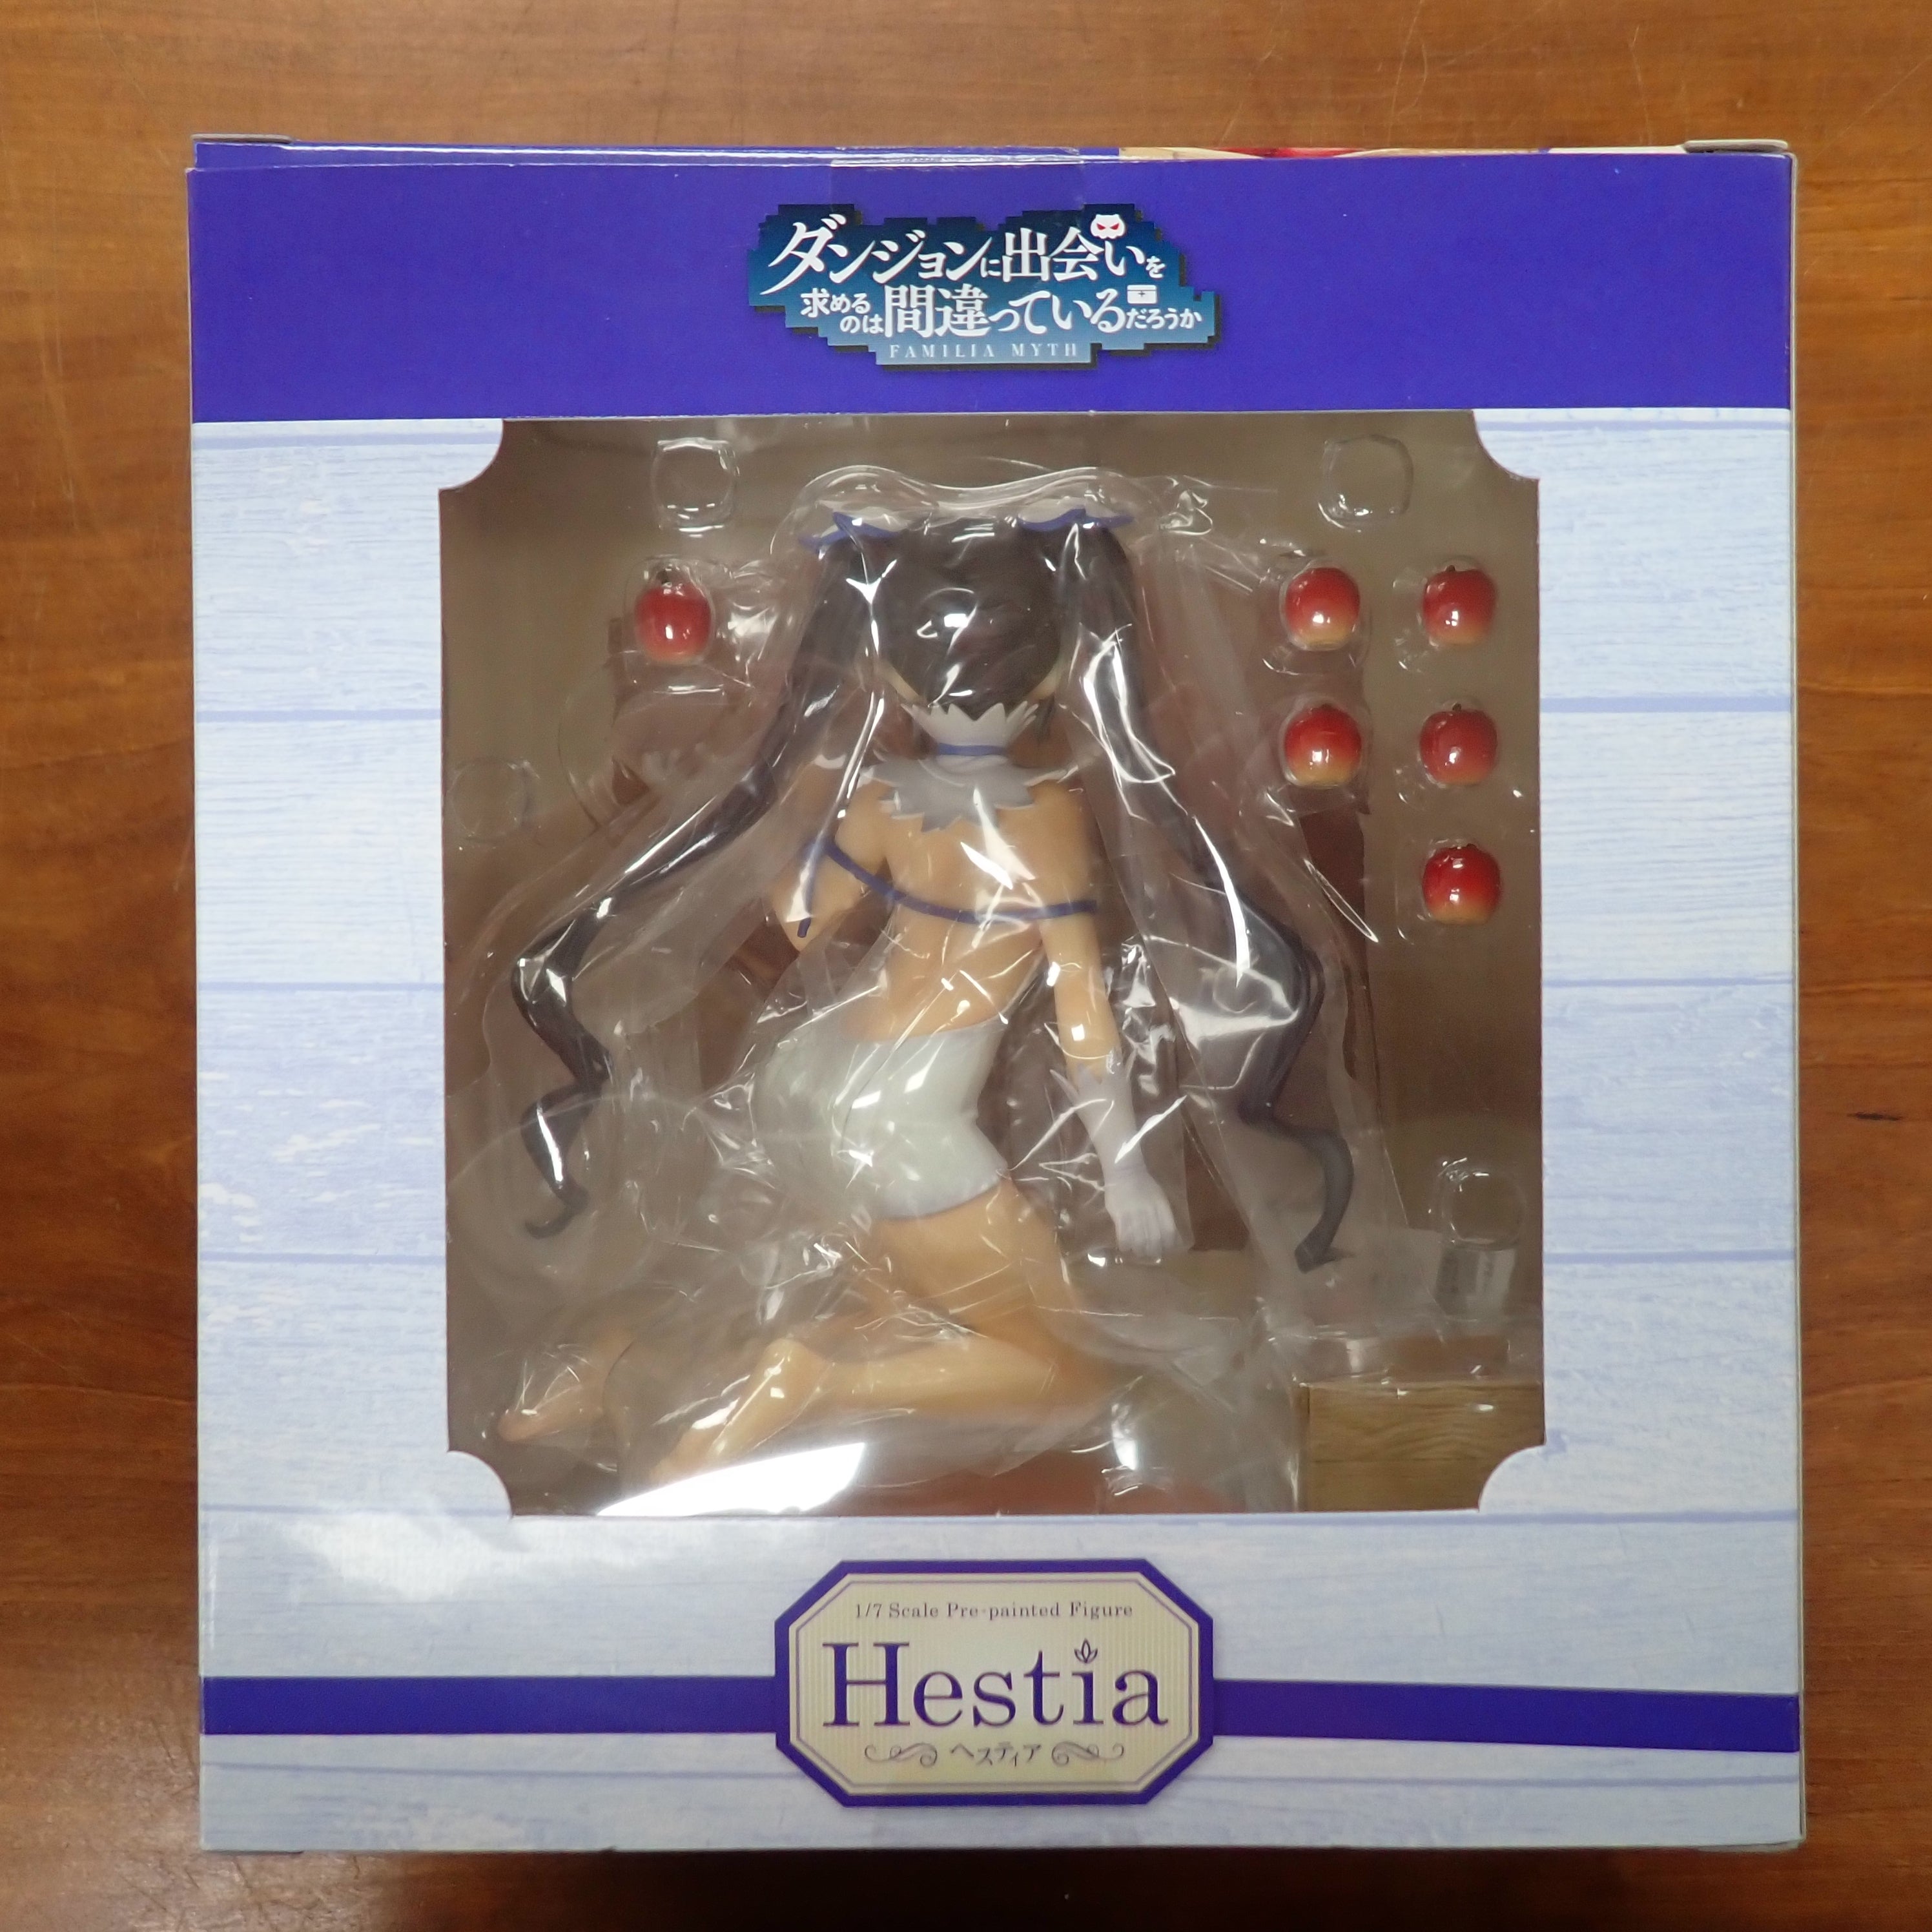 ダンジョンに出会いを
求めるのは間違っているだろうか
FAMILIA MYTH
1/7 Scale Pre-painted Figure
Hestia
ヘスティア